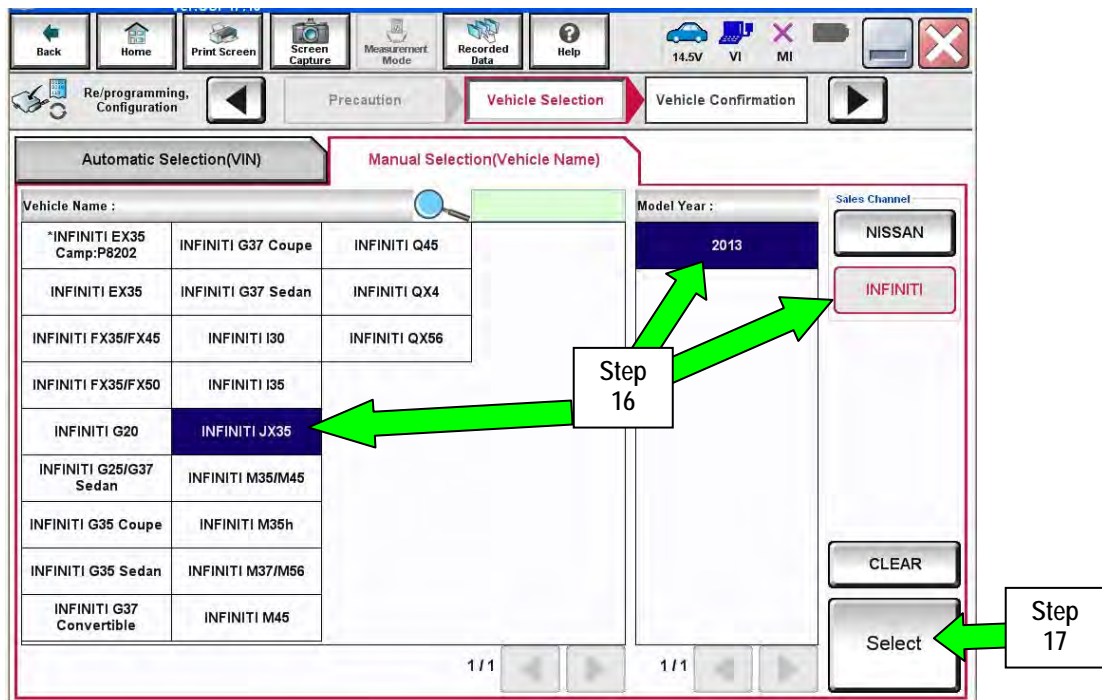 Back
Home
Print Screen
Screen
Capture
Measurement
Mode
Recorded
Data
Help
14.5V
VI
MI
Re/programming,
Configuration
Precaution
Vehicle Selection
Vehicle Confirmation
Automatic Selection(VIN)
Manual Selection(Vehicle Name)
Vehicle Name :
Model Year :
Sales Channel
*INFINITI EX35
Camp:P8202
INFINITI G37 Coupe
INFINITI Q45
2013
NISSAN
INFINITI EX35
INFINITI G37 Sedan
INFINITI QX4
INFINITI
INFINITI FX35/FX45
INFINITI I30
INFINITI QX56
INFINITI FX35/FX50
INFINITI I35
Step
16
INFINITI G20
INFINITI JX35
INFINITI G25/G37
Sedan
INFINITI M35/M45
INFINITI G35 Coupe
INFINITI M35h
INFINITI G35 Sedan
INFINITI M37/M56
CLEAR
INFINITI G37
Convertible
INFINITI M45
Select
Step
17
1/1
1/1